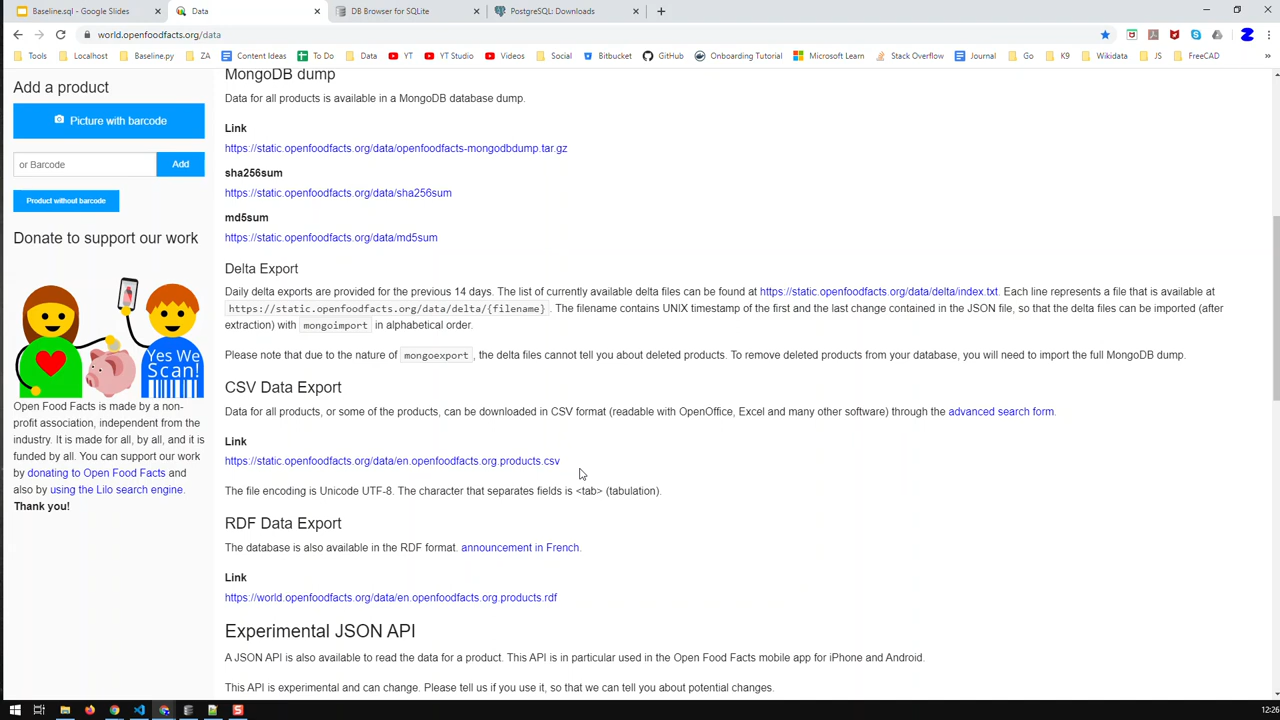 Baseline.sql - Google Slides
Data
DB Browser for SQLite
PostgreSQL: Downloads
world.openfoodfacts.org/data
Tools
Localhost
Baseline.py
ZA
Content Ideas
To Do
Data
YT
YT Studio
Videos
Social
Bitbucket
GitHub
Onboarding Tutorial
Microsoft Learn
Stack Overflow
Journal
Go
K9
Wikidata
JS
FreeCAD
Add a product
Picture with barcode
or Barcode
Add
Product without barcode
Donate to support our work
Yes We
Scan!
Open Food Facts is made by a non-
profit association, independent from the
industry. It is made for all, by all, and it is
funded by all. You can support our work
by donating to Open Food Facts and
also by using the Lilo search engine.
Thank you!
MongoDB dump
Data for all products is available in a MongoDB database dump.
Link
https://static.openfoodfacts.org/data/openfoodfacts-mongodbdump.tar.gz
sha256sum
https://static.openfoodfacts.org/data/sha256sum
md5sum
https://static.openfoodfacts.org/data/md5sum
Delta Export
Daily delta exports are provided for the previous 14 days. The list of currently available delta files can be found at https://static.openfoodfacts.org/data/delta/index.txt. Each line represents a file that is available at
https://static.openfoodfacts.org/data/delta/{filename} . The filename contains UNIX timestamp of the first and the last change contained in the JSON file, so that the delta files can be imported (after
extraction) with mongoimport in alphabetical order.
Please note that due to the nature of mongoexport , the delta files cannot tell you about deleted products. To remove deleted products from your database, you will need to import the full MongoDB dump.
CSV Data Export
Data for all products, or some of the products, can be downloaded in CSV format (readable with OpenOffice, Excel and many other software) through the advanced search form.
Link
https://static.openfoodfacts.org/data/en.openfoodfacts.org.products.csv
The file encoding is Unicode UTF-8. The character that separates fields is <tab> (tabulation).
RDF Data Export
The database is also available in the RDF format. announcement in French.
Link
https://world.openfoodfacts.org/data/en.openfoodfacts.org.products.rdf
Experimental JSON API
A JSON API is also available to read the data for a product. This API is in particular used in the Open Food Facts mobile app for iPhone and Android.
This API is experimental and can change. Please tell us if you use it, so that we can tell you about potential changes.
12:26